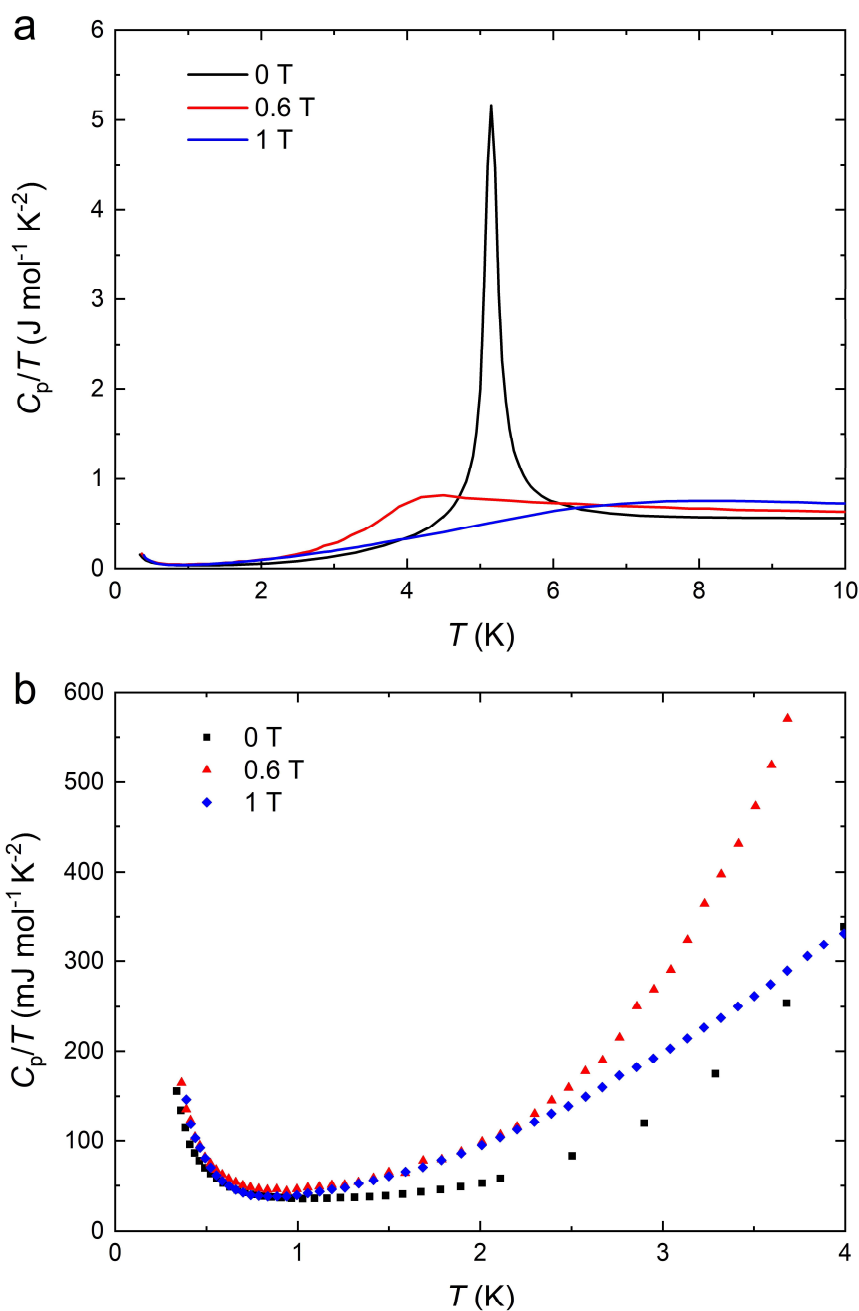 a
6
5
4
3
2
1
0
C_p/T (J mol⁻¹ K⁻²)
0 T
0.6 T
1 T
0 2 4 6 8 10
T (K)
b
600
500
400
300
200
100
0
C_p/T (mJ mol⁻¹ K⁻²)
0 T
0.6 T
1 T
0 1 2 3 4
T (K)